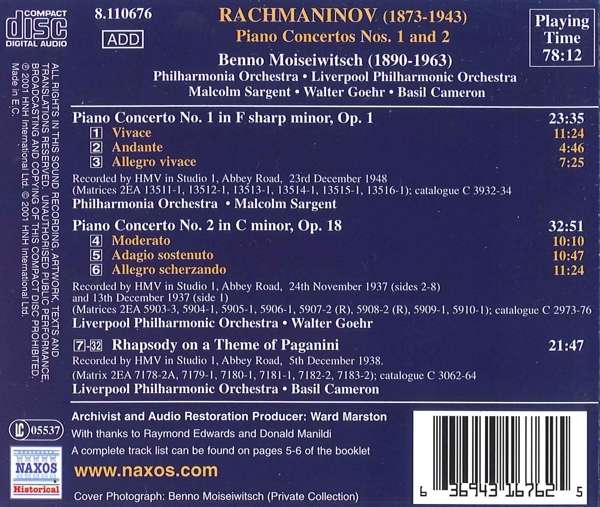 COMPACT
disc
DIGITAL AUDIO
8.110676
ADD
RACHMANINOV (1873-1943)
Piano Concertos Nos. 1 and 2
Playing
Time
78:12
Benno Moiseiwitsch (1890-1963)
Philharmonia Orchestra • Liverpool Philharmonic Orchestra
Malcolm Sargent • Walter Goehr • Basil Cameron
Piano Concerto No. 1 in F sharp minor, Op. 1 23:35
1 Vivace 11:24
2 Andante 4:46
3 Allegro vivace 7:25
Recorded by HMV in Studio 1, Abbey Road, 23rd December 1948
(Matrices 2EA 13511-1, 13512-1, 13513-1, 13514-1, 13515-1, 13516-1); catalogue C 3932-34
Philharmonia Orchestra • Malcolm Sargent
Piano Concerto No. 2 in C minor, Op. 18 32:51
4 Moderato 10:10
5 Adagio sostenuto 10:47
6 Allegro scherzando 11:24
Recorded by HMV in Studio 1, Abbey Road, 24th November 1937 (sides 2-8)
and 13th December 1937 (side 1)
(Matrices 2EA 5903-3, 5904-1, 5905-1, 5906-1, 5907-2 (R), 5908-2 (R), 5909-1, 5910-1); catalogue C 2973-76
Liverpool Philharmonic Orchestra • Walter Goehr
7-32 Rhapsody on a Theme of Paganini 21:47
Recorded by HMV in Studio 1, Abbey Road, 5th December 1938.
(Matrix 2EA 7178-2A, 7179-1, 7180-1, 7181-1, 7182-2, 7183-2); catalogue C 3062-64
Liverpool Philharmonic Orchestra • Basil Cameron
Archivist and Audio Restoration Producer: Ward Marston
With thanks to Raymond Edwards and Donald Manildi
A complete track list can be found on pages 5-6 of the booklet
www.naxos.com
Cover Photograph: Benno Moiseiwitsch (Private Collection)
ALL RIGHTS IN THIS SOUND RECORDING, ARTWORK, TEXTS AND
TRANSLATIONS RESERVED. UNAUTHORISED PUBLIC PERFORMANCE,
BROADCASTING AND COPYING OF THIS COMPACT DISC PROHIBITED.
℗ 2001 HNH International Ltd. © 2001 HNH International Ltd.
Made in E.C.
LC 05537
NAXOS
Historical
6 36943 16762 5